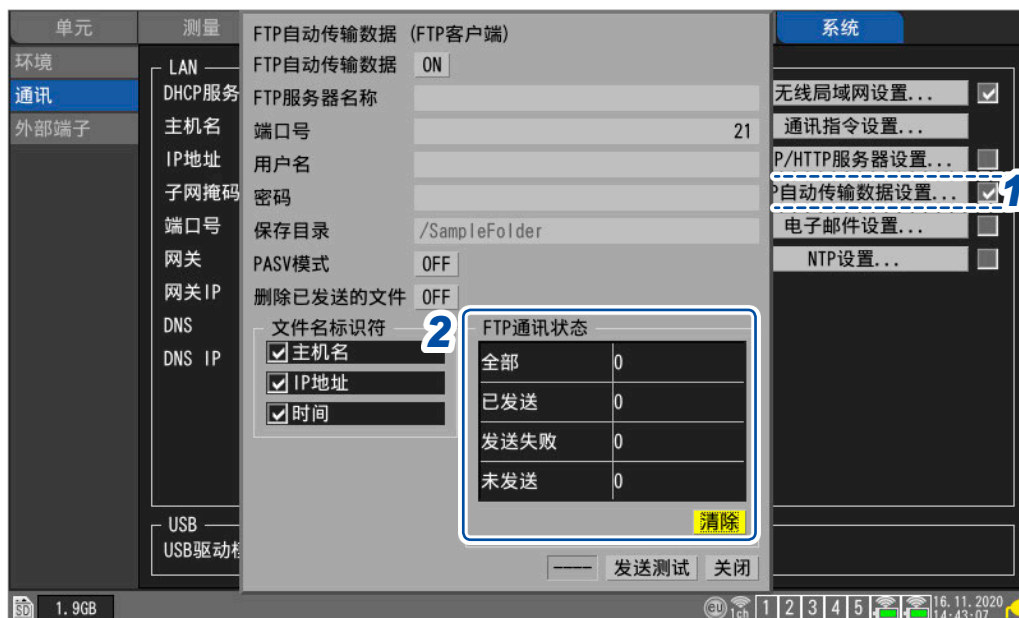 单元
测量
系统
环境
通讯
外部端子
LAN
DHCP服务
主机名
IP地址
子网掩码
端口号
网关
网关IP
DNS
DNS IP
USB
USB驱动
FTP自动传输数据 (FTP客户端)
FTP自动传输数据 ON
FTP服务器名称
端口号 21
用户名
密码
保存目录 /SampleFolder
PASV模式 OFF
删除已发送的文件 OFF
文件名标识符
主机名
IP地址
时间
2
FTP通讯状态
全部 0
已发送 0
发送失败 0
未发送 0
清除
---- 发送测试 关闭
无线局域网设置...
通讯指令设置...
P/HTTP服务器设置...
P自动传输数据设置...
1
电子邮件设置...
NTP设置...
SD 1.9GB
eu 1ch 1 2 3 4 5
16.11.2020
14:43:07